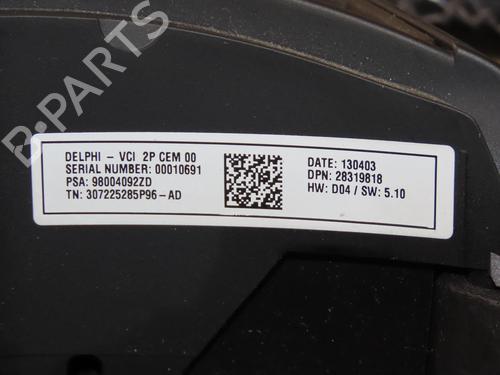 B-PARTS
DELPHI - VCI 2P CEM 00
SERIAL NUMBER: 00010691
PSA: 98004092ZD
TN: 307225285P96-AD
DATE: 130403
DPN: 28319818
HW: D04 / SW: 5.10